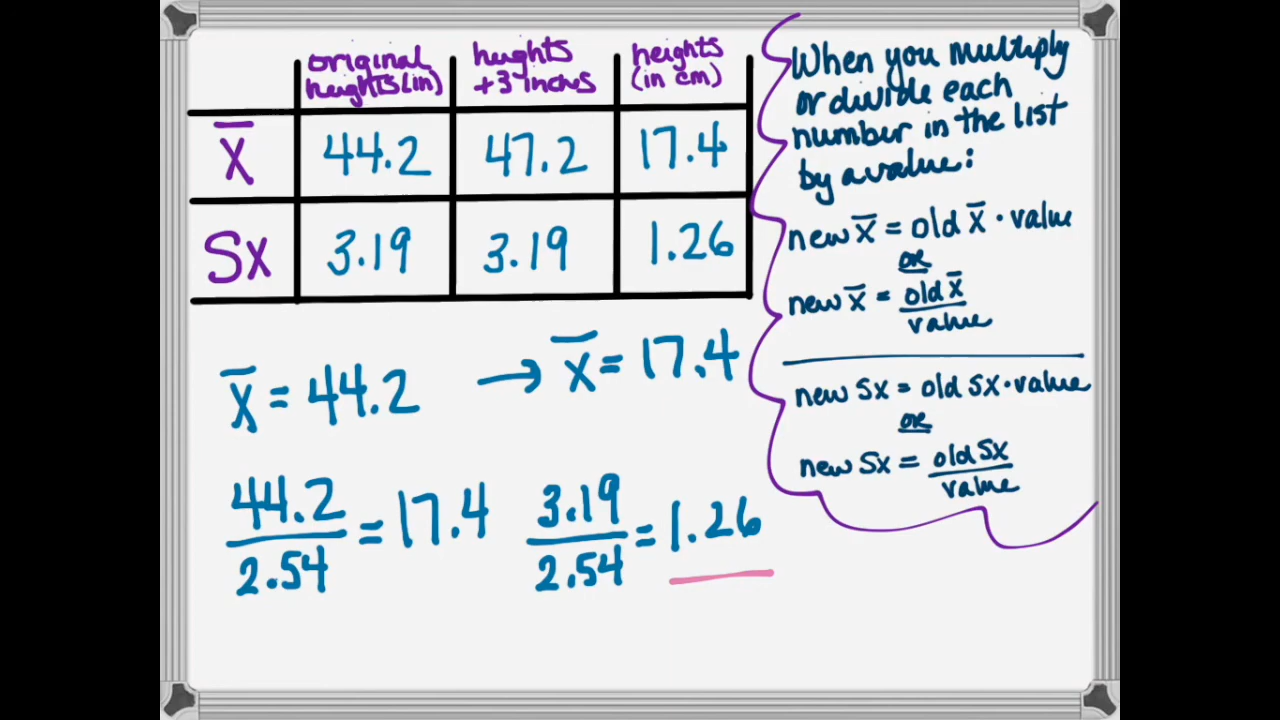 original heights (in)
heights +3 inches
heights (in cm)
x̄ 44.2 47.2 17.4
Sx 3.19 3.19 1.26
x̄ = 44.2 → x̄ = 17.4
44.2/2.54 = 17.4 3.19/2.54 = 1.26
When you multiply
or divide each
number in the list
by a value:
new x̄ = old x̄ · value
or
new x̄ = old x̄/value
new Sx = old Sx · value
or
new Sx = old Sx/value